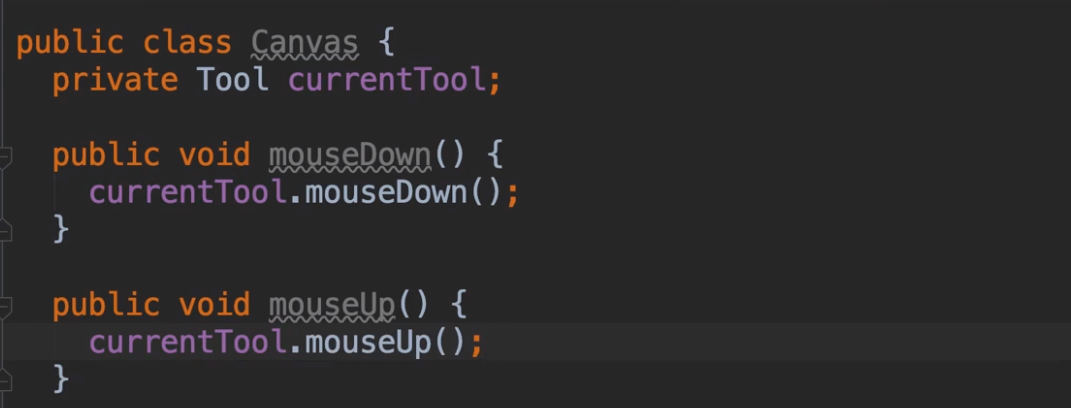 public class Canvas {
private Tool currentTool;
public void mouseDown() {
currentTool.mouseDown();
}
public void mouseUp() {
currentTool.mouseUp();
}